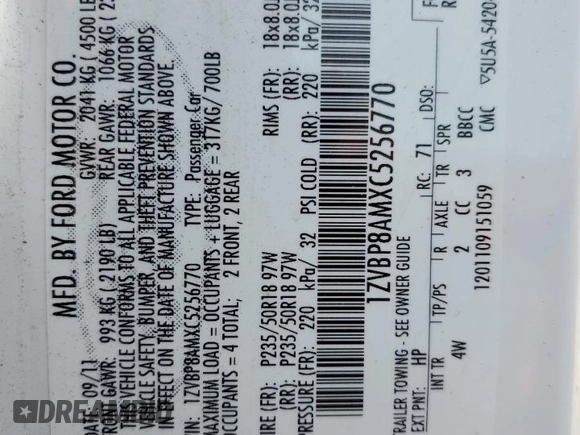 MFD. BY FORD MOTOR CO.
DATE: 09/11 GVWR: 2041 KG ( 4500 LB
FRONT GAWR: 993 KG ( 2190 LB) REAR GAWR: 1066 KG (
THIS VEHICLE CONFORMS TO ALL APPLICABLE FEDERAL MOTOR
VEHICLE SAFETY, BUMPER, AND THEFT PREVENTION STANDARDS
IN EFFECT ON THE DATE OF MANUFACTURE SHOWN ABOVE.
VIN: 1ZVBP8AMXC5256770 TYPE: Passenger Car
MAXIMUM LOAD = OCCUPANTS + LUGGAGE = 317KG/ 700LB
OCCUPANTS = 4 TOTAL; 2 FRONT, 2 REAR
TIRE (FR): P235/50R18 97W RIMS (FR): 18x8.0
P235/50R18 97W (RR): 18x8.0
PRESSURE (FR): 220 kPa/ 32 PSI COLD (RR): 220 kPa/ 32
1ZVBP8AMXC5256770
TRAILER TOWING - SEE OWNER GUIDE
EXT PNT: HP RC: 71 DSO:
INT TR TP/PS R AXLE TR SPR
4W 2 CC 3 BBCC
1201109151059 CMC
▽5U5A-5420
DREAMBID